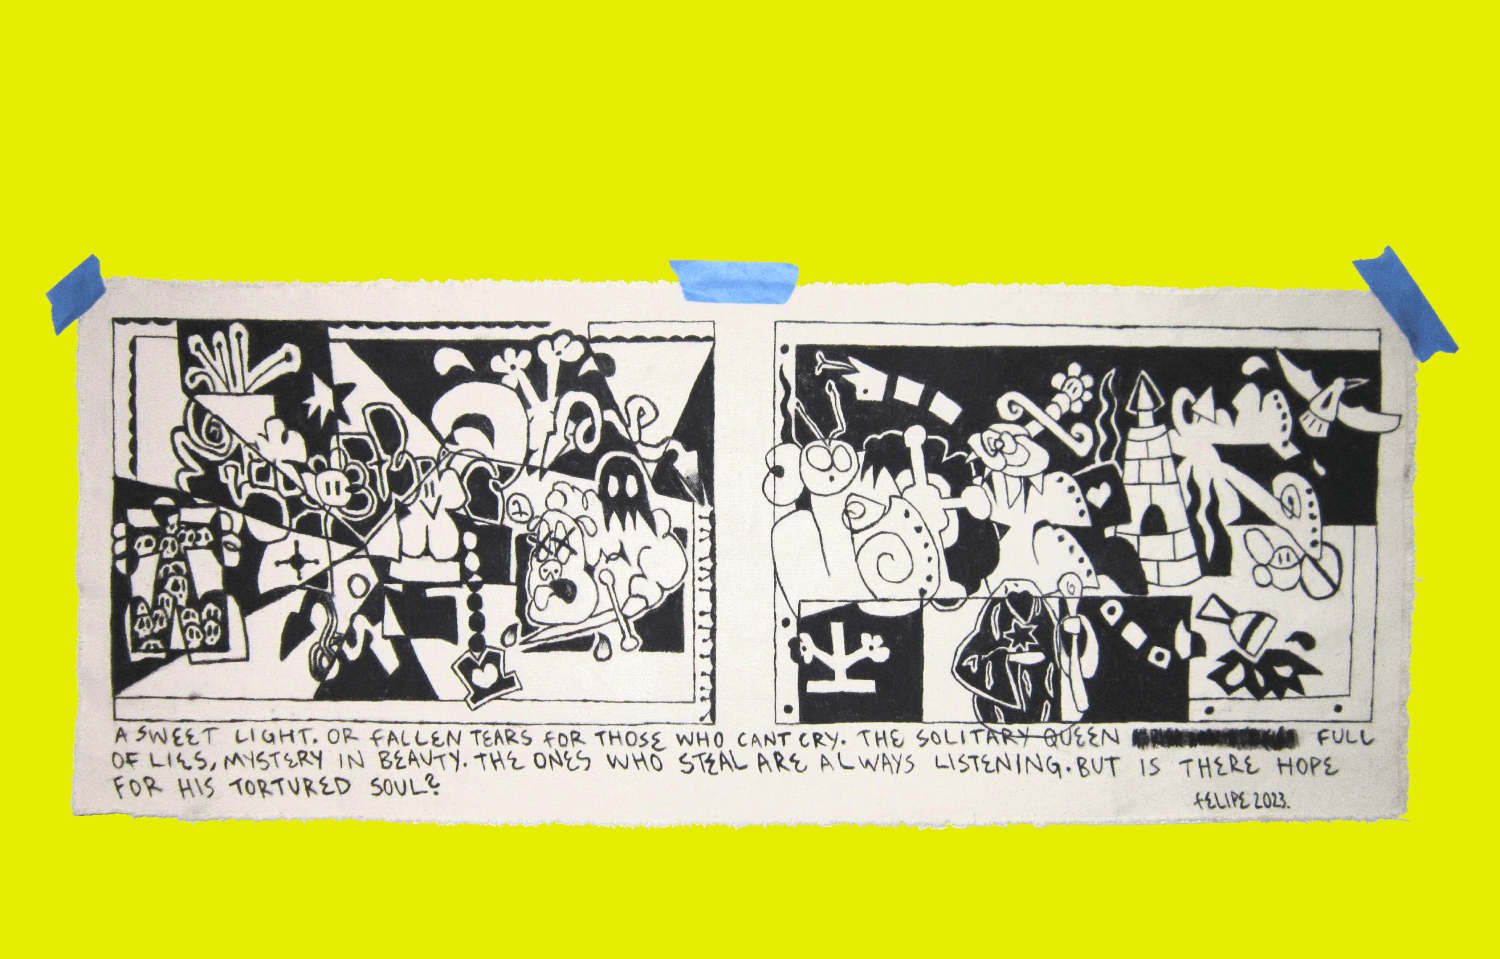 A SWEET LIGHT. OR FALLEN TEARS FOR THOSE WHO CANT CRY. THE SOLITARY QUEEN FULL
OF LIES, MYSTERY IN BEAUTY. THE ONES WHO STEAL ARE ALWAYS LISTENING. BUT IS THERE HOPE
FOR HIS TORTURED SOUL?
FELIPE 2023.